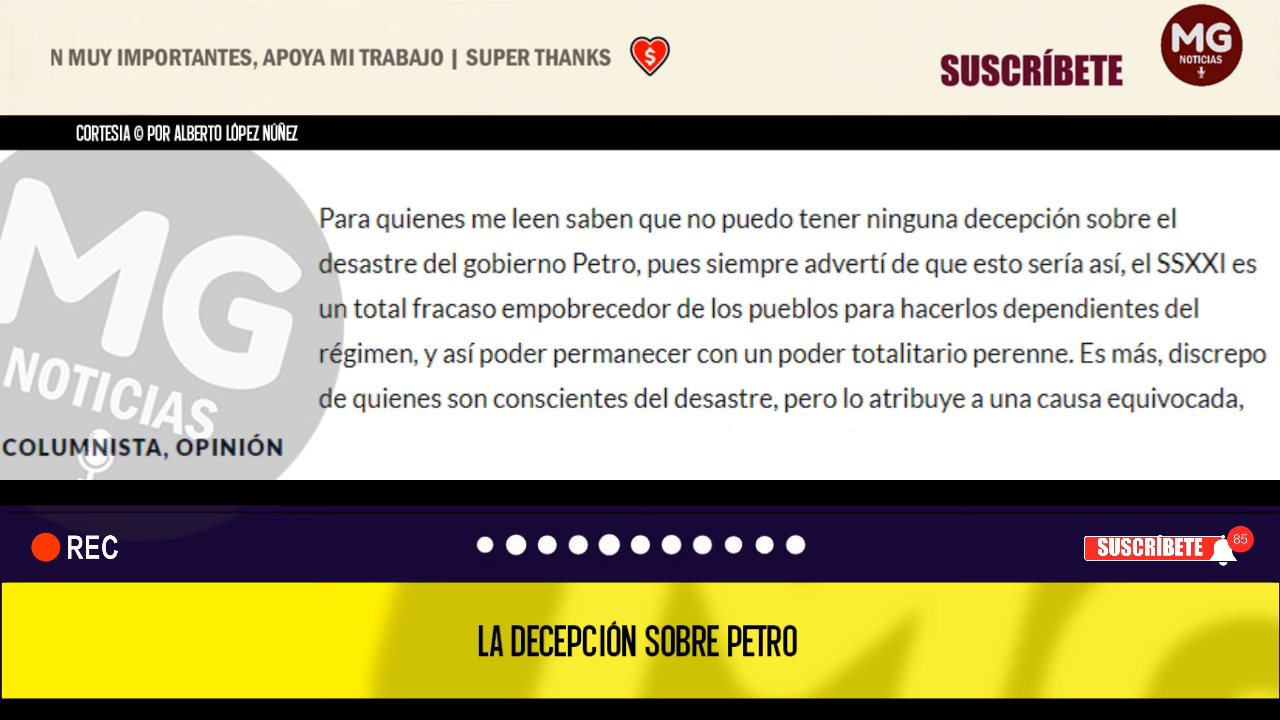 N MUY IMPORTANTES, APOYA MI TRABAJO | SUPER THANKS
$
SUSCRÍBETE
MG
NOTICIAS
CORTESIA © POR ALBERTO LÓPEZ NÚÑEZ
MG
NOTICIAS
COLUMNISTA, OPINIÓN
Para quienes me leen saben que no puedo tener ninguna decepción sobre el
desastre del gobierno Petro, pues siempre advertí de que esto sería así, el SSXXI es
un total fracaso empobrecedor de los pueblos para hacerlos dependientes del
régimen, y así poder permanecer con un poder totalitario perenne. Es más, discrepo
de quienes son conscientes del desastre, pero lo atribuye a una causa equivocada,
REC
SUSCRÍBETE
85
LA DECEPCIÓN SOBRE PETRO